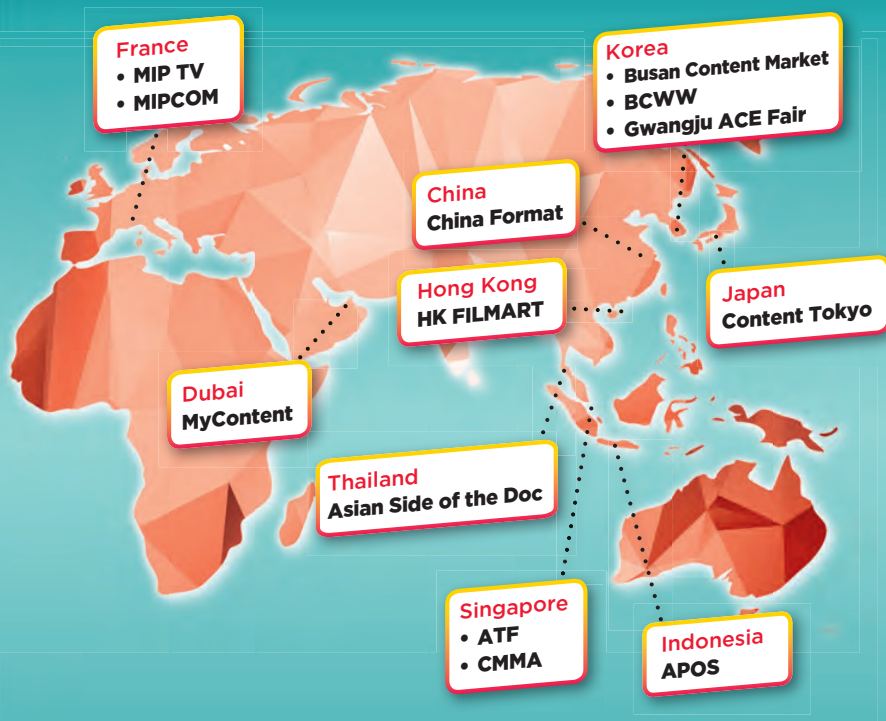 France
• MIP TV
• MIPCOM
Korea
• Busan Content Market
• BCWW
• Gwangju ACE Fair
China
China Format
Hong Kong
HK FILMART
Japan
Content Tokyo
Dubai
MyContent
Thailand
Asian Side of the Doc
Singapore
• ATF
• CMMA
Indonesia
APOS